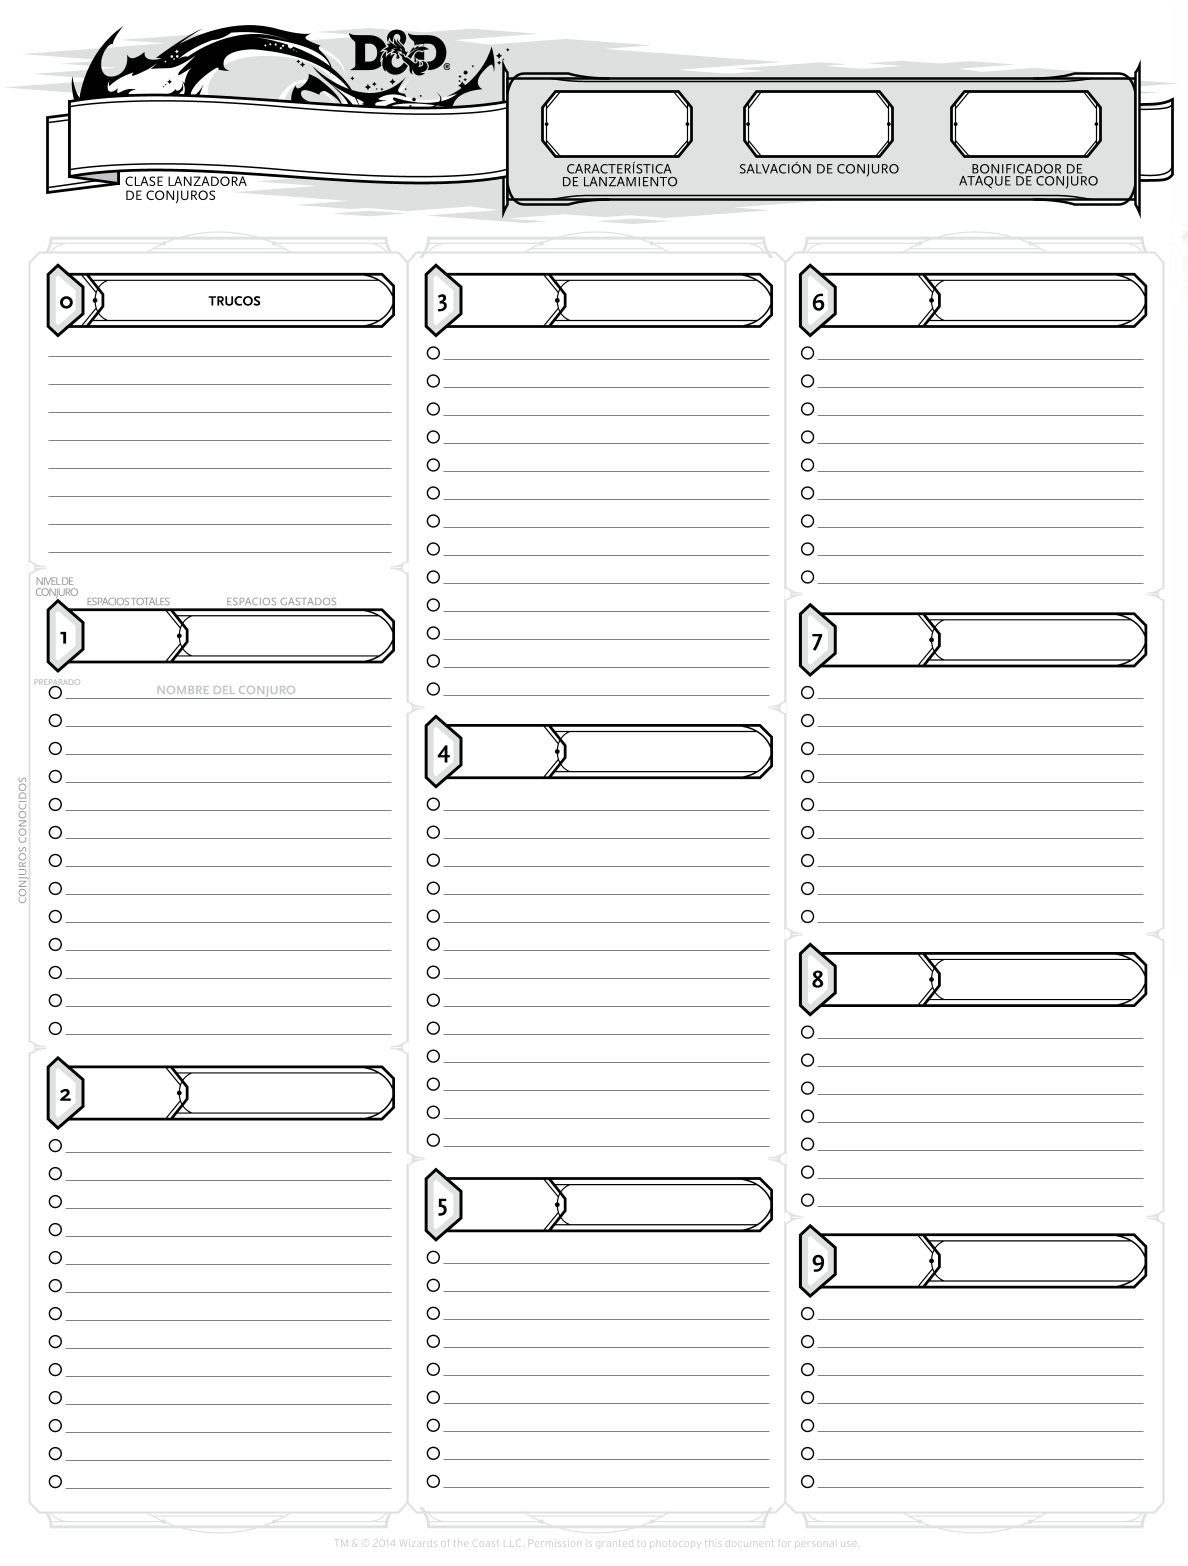 D&D®
CLASE LANZADORA
DE CONJUROS
CARACTERÍSTICA
DE LANZAMIENTO
SALVACIÓN DE CONJURO
BONIFICADOR DE
ATAQUE DE CONJURO
0
TRUCOS
NIVEL DE
CONJURO
ESPACIOS TOTALES
ESPACIOS GASTADOS
1
PREPARADO
NOMBRE DEL CONJURO
CONJUROS CONOCIDOS
2
3
4
5
6
7
8
9
TM & © 2014 Wizards of the Coast LLC. Permission is granted to photocopy this document for personal use.